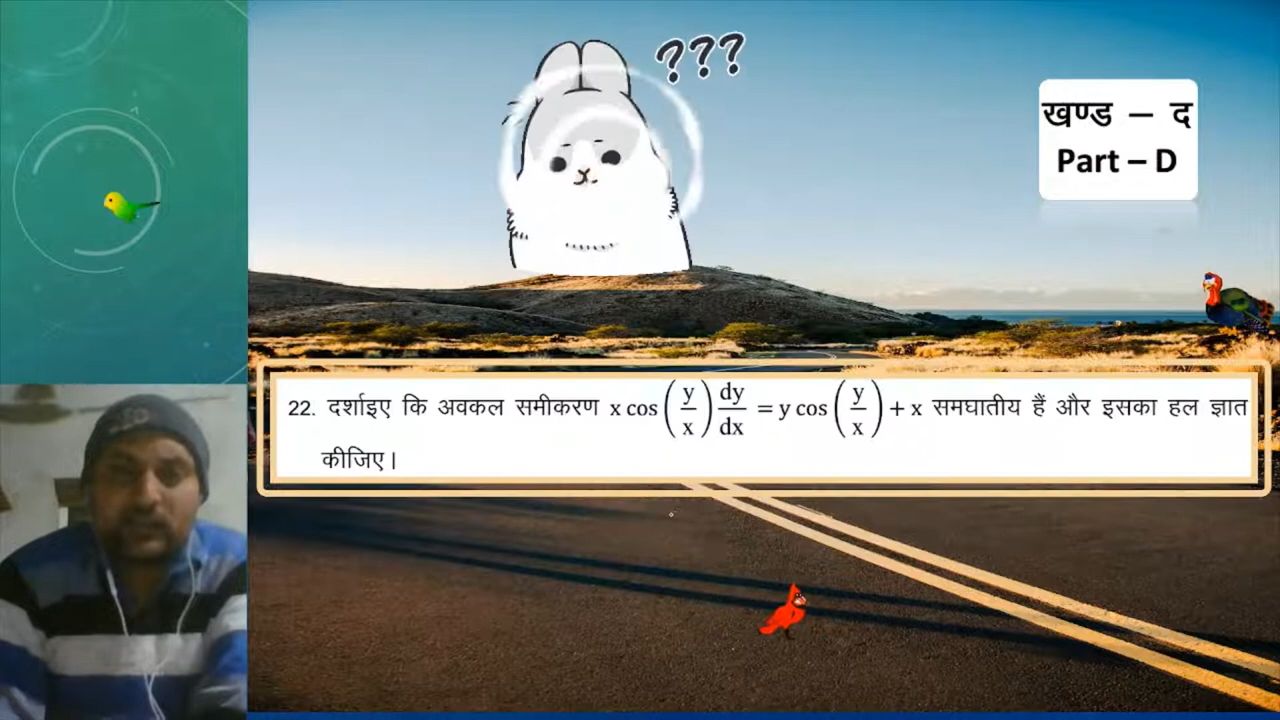 ???
खण्ड – द
Part – D
22. दर्शाइए कि अवकल समीकरण x cos (y/x) dy/dx = y cos (y/x) + x समघातीय हैं और इसका हल ज्ञात
कीजिए।